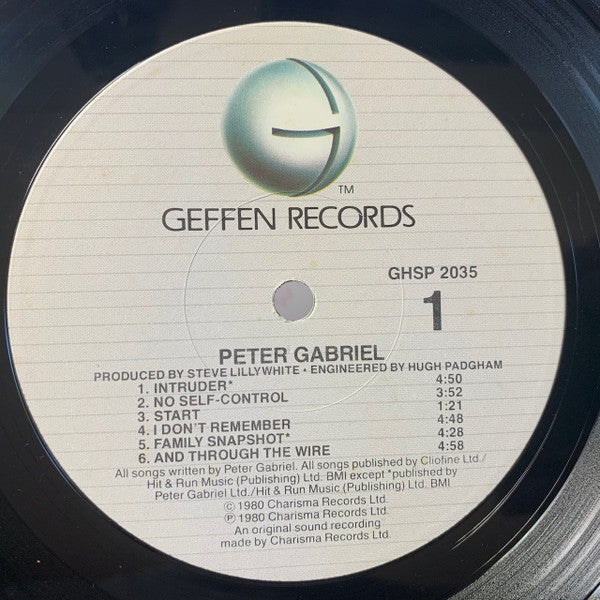 TM
GEFFEN RECORDS
GHSP 2035
1
PETER GABRIEL
PRODUCED BY STEVE LILLYWHITE • ENGINEERED BY HUGH PADGHAM
1. INTRUDER* 4:50
2. NO SELF-CONTROL 3:52
3. START 1:21
4. I DON'T REMEMBER 4:48
5. FAMILY SNAPSHOT* 4:28
6. AND THROUGH THE WIRE 4:58
All songs written by Peter Gabriel. All songs published by Cliofine Ltd./
Hit & Run Music (Publishing) Ltd. BMI except *published by
Peter Gabriel Ltd./Hit & Run Music (Publishing) Ltd. BMI
© 1980 Charisma Records Ltd.
℗ 1980 Charisma Records Ltd.
An original sound recording
made by Charisma Records Ltd.